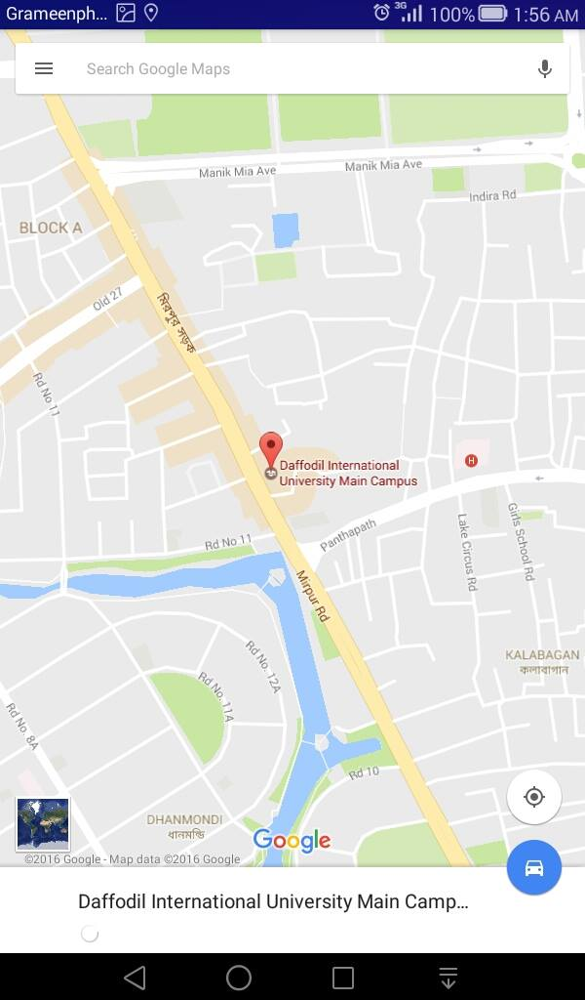 Grameenph... 3G 100% 1:56 AM
Search Google Maps
Manik Mia Ave
Manik Mia Ave
Indira Rd
BLOCK A
Old 27
মিরপুর সড়ক
Rd No 11
Daffodil International
University Main Campus
H
Rd No 11
Panthapath
Lake Circus Rd
Girls School Rd
Mirpur Rd
KALABAGAN
কলাবাগান
Rd No. 12A
Rd No. 11A
Rd No. 8A
Rd 10
DHANMONDI
ধানমন্ডি
Google
©2016 Google - Map data ©2016 Google
Daffodil International University Main Camp...